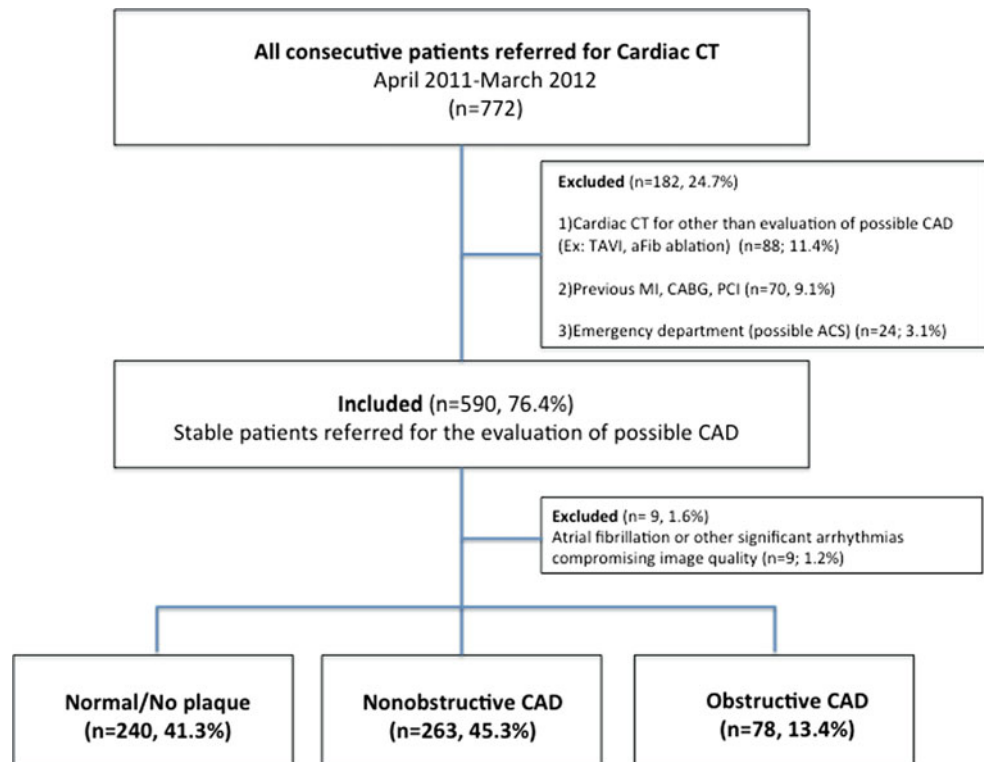 All consecutive patients referred for Cardiac CT
April 2011-March 2012
(n=772)
Excluded (n=182, 24.7%)
1)Cardiac CT for other than evaluation of possible CAD
(Ex: TAVI, aFib ablation) (n=88; 11.4%)
2)Previous MI, CABG, PCI (n=70, 9.1%)
3)Emergency department (possible ACS) (n=24; 3.1%)
Included (n=590, 76.4%)
Stable patients referred for the evaluation of possible CAD
Excluded (n= 9, 1.6%)
Atrial fibrillation or other significant arrhythmias
compromising image quality (n=9; 1.2%)
Normal/No plaque
(n=240, 41.3%)
Nonobstructive CAD
(n=263, 45.3%)
Obstructive CAD
(n=78, 13.4%)